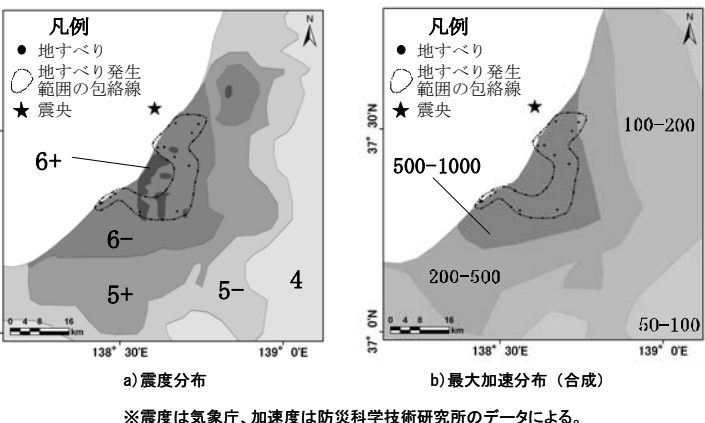 凡例
地すべり
地すべり発生
範囲の包絡線
震央
N
6+
6-
5+
5-
4
0 4 8 16
km
138° 30'E
139° 0'E
a)震度分布
凡例
地すべり
地すべり発生
範囲の包絡線
震央
N
37° 30'N
100-200
500-1000
200-500
50-100
0 4 8 16
km
37° 0'N
138° 30'E
139° 0'E
b)最大加速分布（合成）
※震度は気象庁、加速度は防災科学技術研究所のデータによる。